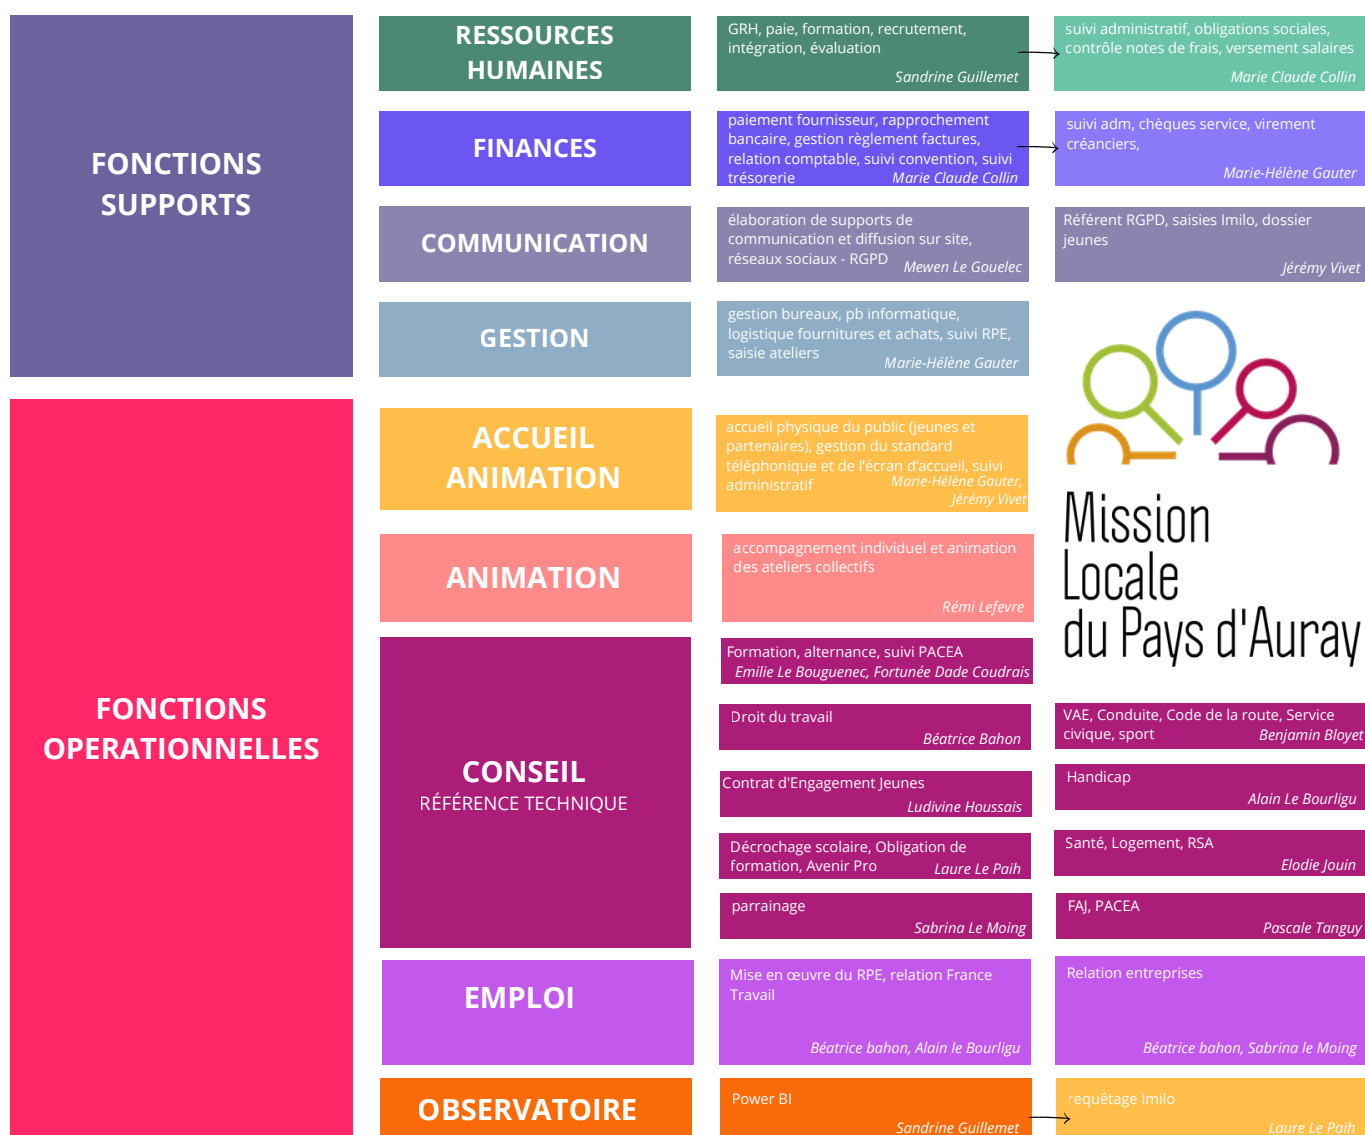 FONCTIONS
SUPPORTS
RESSOURCES
HUMAINES
GRH, paie, formation, recrutement,
intégration, évaluation
Sandrine Guillemet
suivi administratif, obligations sociales,
contrôle notes de frais, versement salaires
Marie Claude Collin
FINANCES
paiement fournisseur, rapprochement
bancaire, gestion règlement factures,
relation comptable, suivi convention, suivi
trésorerie
Marie Claude Collin
suivi adm, chèques service, virement
créanciers,
Marie-Hélène Gauter
COMMUNICATION
élaboration de supports de
communication et diffusion sur site,
réseaux sociaux - RGPD
Mewen Le Gouelec
Référent RGPD, saisies Imilo, dossier
jeunes
Jérémy Vivet
GESTION
gestion bureaux, pb informatique,
logistique fournitures et achats, suivi RPE,
saisie ateliers
Marie-Hélène Gauter
Mission
Locale
du Pays d'Auray
FONCTIONS
OPERATIONNELLES
ACCUEIL
ANIMATION
accueil physique du public (jeunes et
partenaires), gestion du standard
téléphonique et de l'écran d'accueil, suivi
administratif
Marie-Hélène Gauter,
Jérémy Vivet
ANIMATION
accompagnement individuel et animation
des ateliers collectifs
Rémi Lefevre
CONSEIL
RÉFÉRENCE TECHNIQUE
Formation, alternance, suivi PACEA
Emilie Le Bouguenec, Fortunée Dade Coudrais
Droit du travail
Béatrice Bahon
VAE, Conduite, Code de la route, Service
civique, sport
Benjamin Bloyet
Contrat d'Engagement Jeunes
Ludivine Houssais
Handicap
Alain Le Bourligu
Décrochage scolaire, Obligation de
formation, Avenir Pro
Laure Le Paih
Santé, Logement, RSA
Elodie Jouin
parrainage
Sabrina Le Moing
FAJ, PACEA
Pascale Tanguy
EMPLOI
Mise en œuvre du RPE, relation France
Travail
Béatrice bahon, Alain le Bourligu
Relation entreprises
Béatrice bahon, Sabrina le Moing
OBSERVATOIRE
Power BI
Sandrine Guillemet
requêtage Imilo
Laure Le Paih